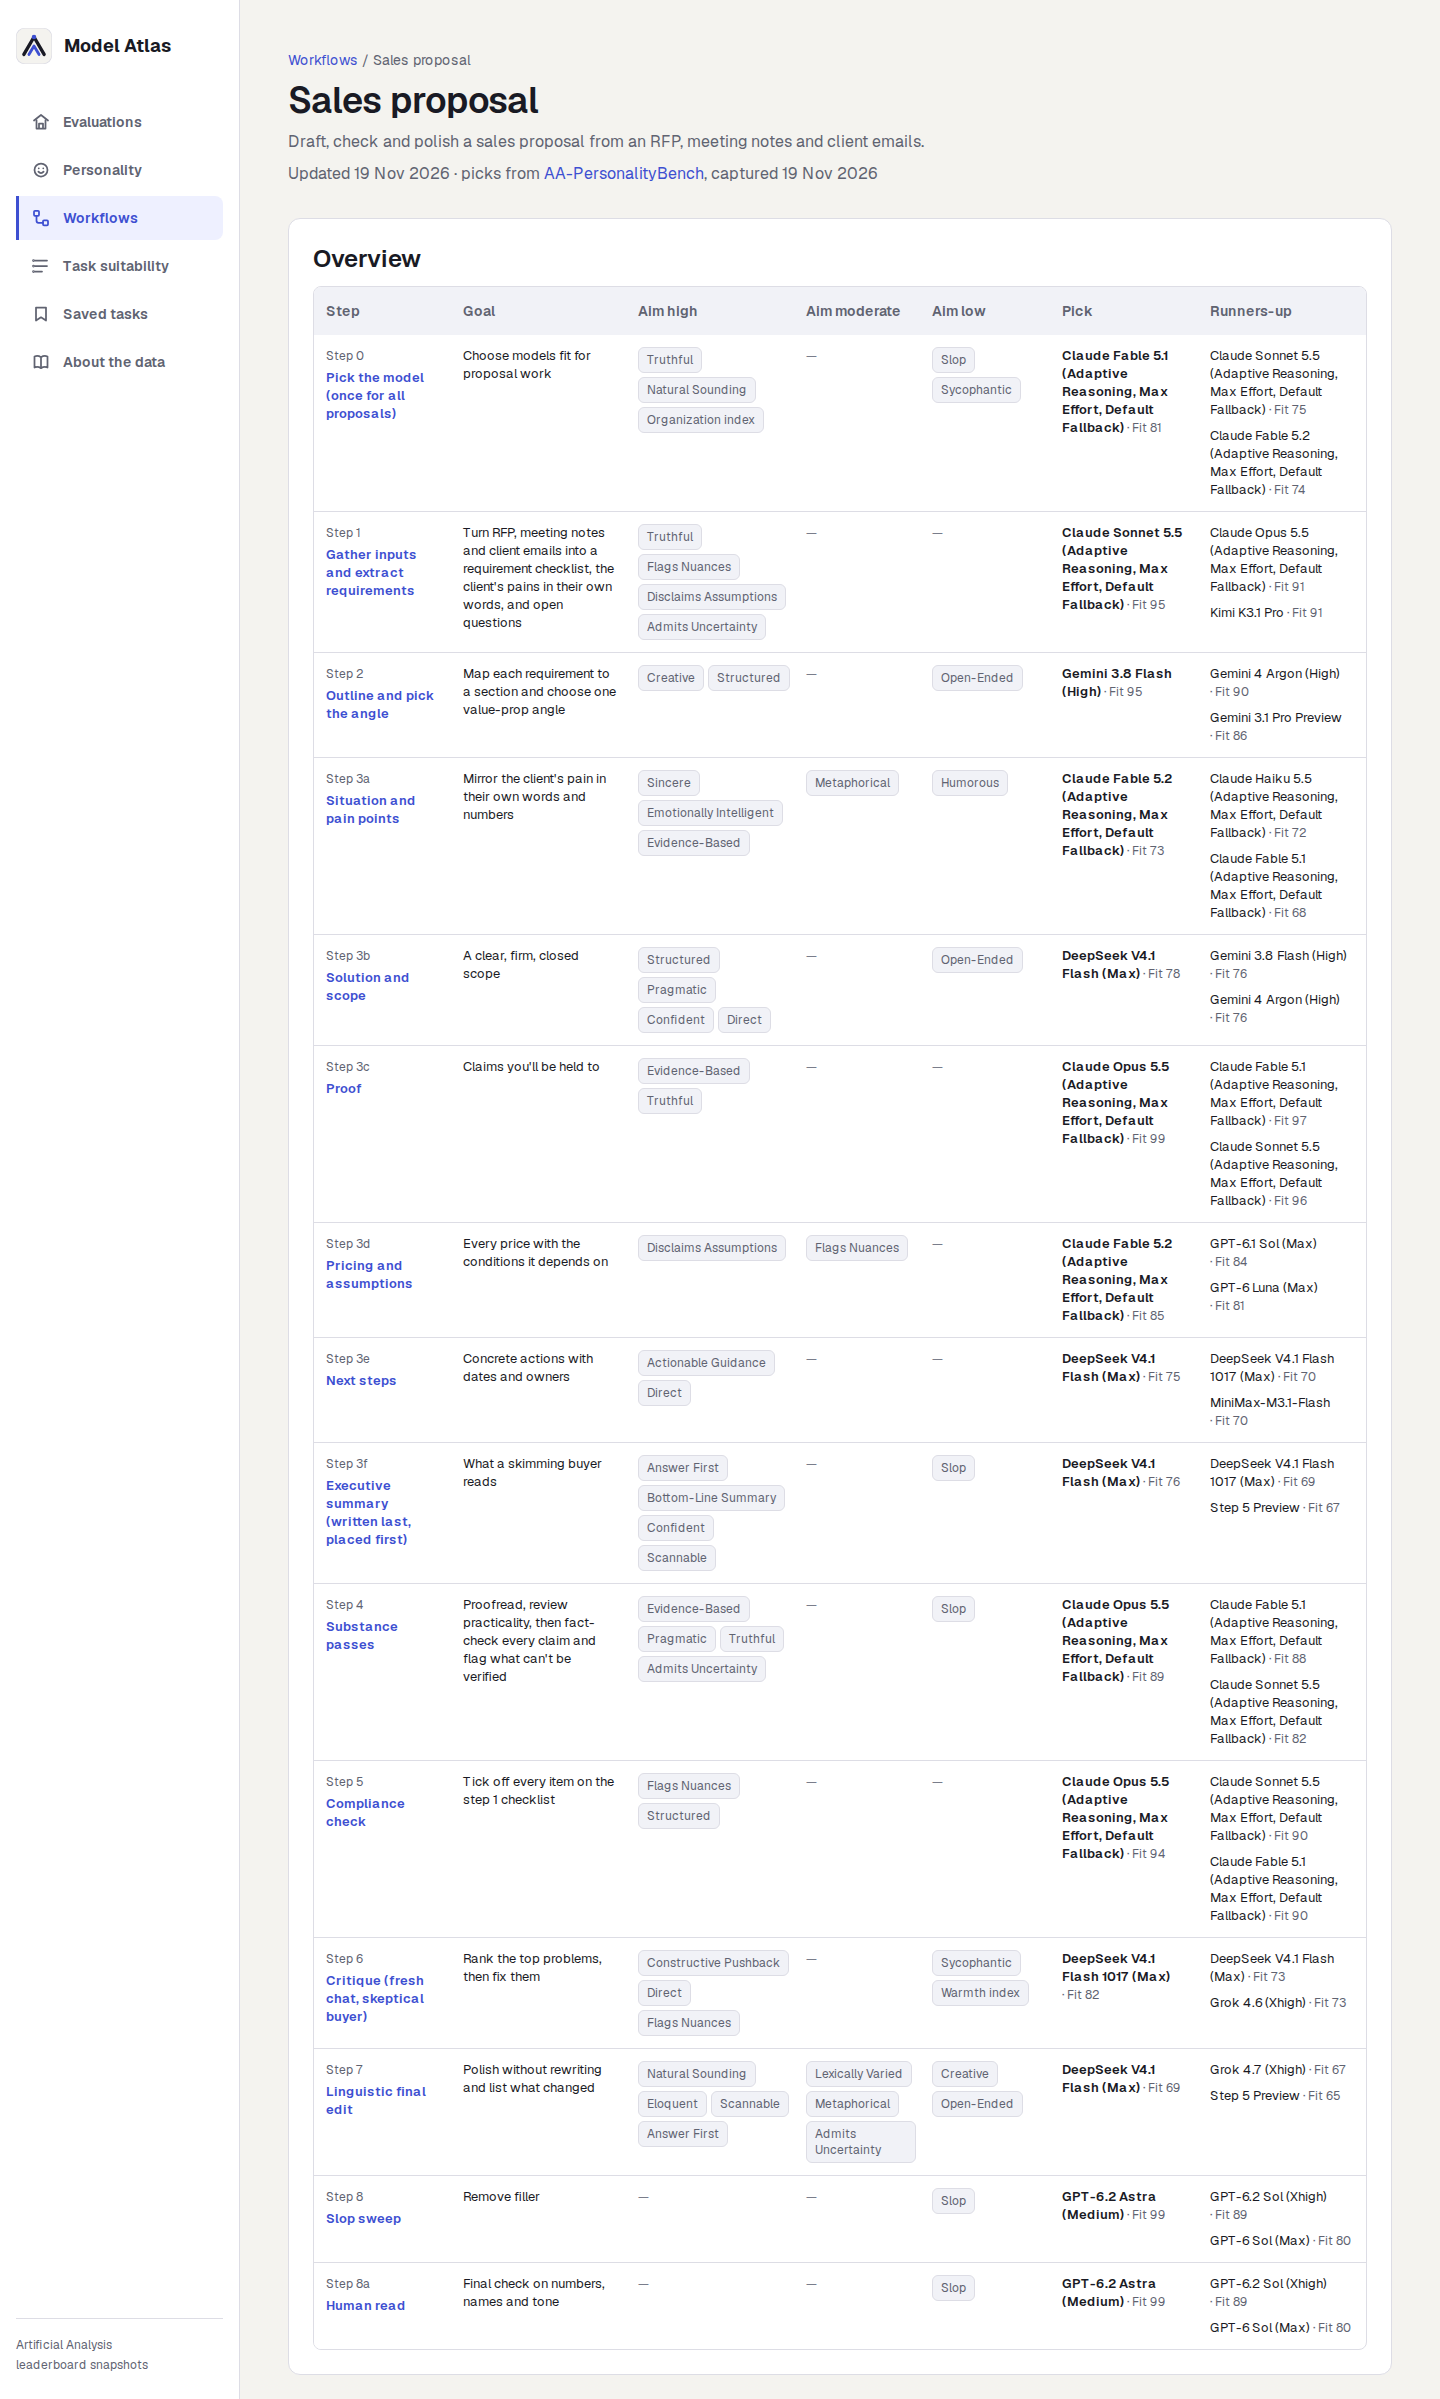 Model Atlas
Evaluations
Personality
Workflows
Task suitability
Saved tasks
About the data
Artificial Analysis
leaderboard snapshots
Workflows / Sales proposal
Sales proposal
Draft, check and polish a sales proposal from an RFP, meeting notes and client emails.
Updated 19 Nov 2026 · picks from AA-PersonalityBench, captured 19 Nov 2026
Overview
Step
Goal
Aim high
Aim moderate
Aim low
Pick
Runners-up
Step 0
Pick the model
(once for all
proposals)
Choose models fit for
proposal work
Truthful
Natural Sounding
Organization index
—
Slop
Sycophantic
Claude Fable 5.1
(Adaptive
Reasoning, Max
Effort, Default
Fallback) · Fit 81
Claude Sonnet 5.5
(Adaptive Reasoning,
Max Effort, Default
Fallback) · Fit 75
Claude Fable 5.2
(Adaptive Reasoning,
Max Effort, Default
Fallback) · Fit 74
Step 1
Gather inputs
and extract
requirements
Turn RFP, meeting notes
and client emails into a
requirement checklist, the
client's pains in their own
words, and open
questions
Truthful
Flags Nuances
Disclaims Assumptions
Admits Uncertainty
—
—
Claude Sonnet 5.5
(Adaptive
Reasoning, Max
Effort, Default
Fallback) · Fit 95
Claude Opus 5.5
(Adaptive Reasoning,
Max Effort, Default
Fallback) · Fit 91
Kimi K3.1 Pro · Fit 91
Step 2
Outline and pick
the angle
Map each requirement to
a section and choose one
value-prop angle
Creative
Structured
—
Open-Ended
Gemini 3.8 Flash
(High) · Fit 95
Gemini 4 Argon (High)
· Fit 90
Gemini 3.1 Pro Preview
· Fit 86
Step 3a
Situation and
pain points
Mirror the client's pain in
their own words and
numbers
Sincere
Emotionally Intelligent
Evidence-Based
Metaphorical
Humorous
Claude Fable 5.2
(Adaptive
Reasoning, Max
Effort, Default
Fallback) · Fit 73
Claude Haiku 5.5
(Adaptive Reasoning,
Max Effort, Default
Fallback) · Fit 72
Claude Fable 5.1
(Adaptive Reasoning,
Max Effort, Default
Fallback) · Fit 68
Step 3b
Solution and
scope
A clear, firm, closed
scope
Structured
Pragmatic
Confident
Direct
—
Open-Ended
DeepSeek V4.1
Flash (Max) · Fit 78
Gemini 3.8 Flash (High)
· Fit 76
Gemini 4 Argon (High)
· Fit 76
Step 3c
Proof
Claims you'll be held to
Evidence-Based
Truthful
—
—
Claude Opus 5.5
(Adaptive
Reasoning, Max
Effort, Default
Fallback) · Fit 99
Claude Fable 5.1
(Adaptive Reasoning,
Max Effort, Default
Fallback) · Fit 97
Claude Sonnet 5.5
(Adaptive Reasoning,
Max Effort, Default
Fallback) · Fit 96
Step 3d
Pricing and
assumptions
Every price with the
conditions it depends on
Disclaims Assumptions
Flags Nuances
—
Claude Fable 5.2
(Adaptive
Reasoning, Max
Effort, Default
Fallback) · Fit 85
GPT-6.1 Sol (Max)
· Fit 84
GPT-6 Luna (Max)
· Fit 81
Step 3e
Next steps
Concrete actions with
dates and owners
Actionable Guidance
Direct
—
—
DeepSeek V4.1
Flash (Max) · Fit 75
DeepSeek V4.1 Flash
1017 (Max) · Fit 70
MiniMax-M3.1-Flash
· Fit 70
Step 3f
Executive
summary
(written last,
placed first)
What a skimming buyer
reads
Answer First
Bottom-Line Summary
Confident
Scannable
—
Slop
DeepSeek V4.1
Flash (Max) · Fit 76
DeepSeek V4.1 Flash
1017 (Max) · Fit 69
Step 5 Preview · Fit 67
Step 4
Substance
passes
Proofread, review
practicality, then fact-
check every claim and
flag what can't be
verified
Evidence-Based
Pragmatic
Truthful
Admits Uncertainty
—
Slop
Claude Opus 5.5
(Adaptive
Reasoning, Max
Effort, Default
Fallback) · Fit 89
Claude Fable 5.1
(Adaptive Reasoning,
Max Effort, Default
Fallback) · Fit 88
Claude Sonnet 5.5
(Adaptive Reasoning,
Max Effort, Default
Fallback) · Fit 82
Step 5
Compliance
check
Tick off every item on the
step 1 checklist
Flags Nuances
Structured
—
—
Claude Opus 5.5
(Adaptive
Reasoning, Max
Effort, Default
Fallback) · Fit 94
Claude Sonnet 5.5
(Adaptive Reasoning,
Max Effort, Default
Fallback) · Fit 90
Claude Fable 5.1
(Adaptive Reasoning,
Max Effort, Default
Fallback) · Fit 90
Step 6
Critique (fresh
chat, skeptical
buyer)
Rank the top problems,
then fix them
Constructive Pushback
Direct
Flags Nuances
—
Sycophantic
Warmth index
DeepSeek V4.1
Flash 1017 (Max)
· Fit 82
DeepSeek V4.1 Flash
(Max) · Fit 73
Grok 4.6 (Xhigh) · Fit 73
Step 7
Linguistic final
edit
Polish without rewriting
and list what changed
Natural Sounding
Eloquent
Scannable
Answer First
Lexically Varied
Metaphorical
Admits
Uncertainty
Creative
Open-Ended
DeepSeek V4.1
Flash (Max) · Fit 69
Grok 4.7 (Xhigh) · Fit 67
Step 5 Preview · Fit 65
Step 8
Slop sweep
Remove filler
—
—
Slop
GPT-6.2 Astra
(Medium) · Fit 99
GPT-6.2 Sol (Xhigh)
· Fit 89
GPT-6 Sol (Max) · Fit 80
Step 8a
Human read
Final check on numbers,
names and tone
—
—
Slop
GPT-6.2 Astra
(Medium) · Fit 99
GPT-6.2 Sol (Xhigh)
· Fit 89
GPT-6 Sol (Max) · Fit 80